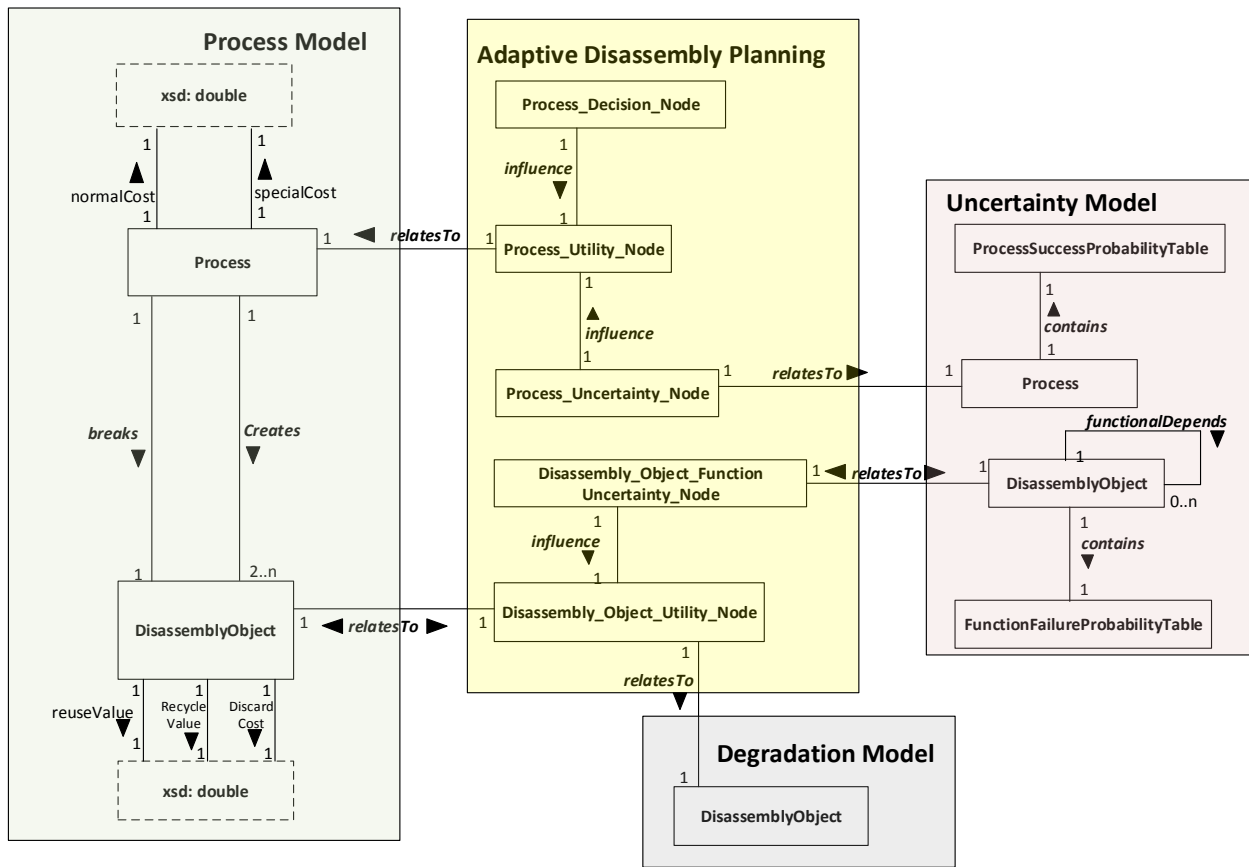 Process Model
xsd: double
1
1
normalCost
specialCost
1
1
Process
1
1
1
breaks
Creates
1
2..n
DisassemblyObject
1
1
1
1
reuseValue
Recycle
Value
Discard
Cost
1
1
1
xsd: double
relatesTo
relatesTo
Adaptive Disassembly Planning
Process_Decision_Node
1
influence
1
1
Process_Utility_Node
1
influence
1
Process_Uncertainty_Node
1
relatesTo
Disassembly_Object_Function
Uncertainty_Node
1
relatesTo
1
influence
1
Disassembly_Object_Utility_Node
1
1
relatesTo
Uncertainty Model
ProcessSuccessProbabilityTable
1
contains
1
1
Process
functionalDepends
1
1
DisassemblyObject
0..n
1
contains
1
FunctionFailureProbabilityTable
Degradation Model
1
DisassemblyObject